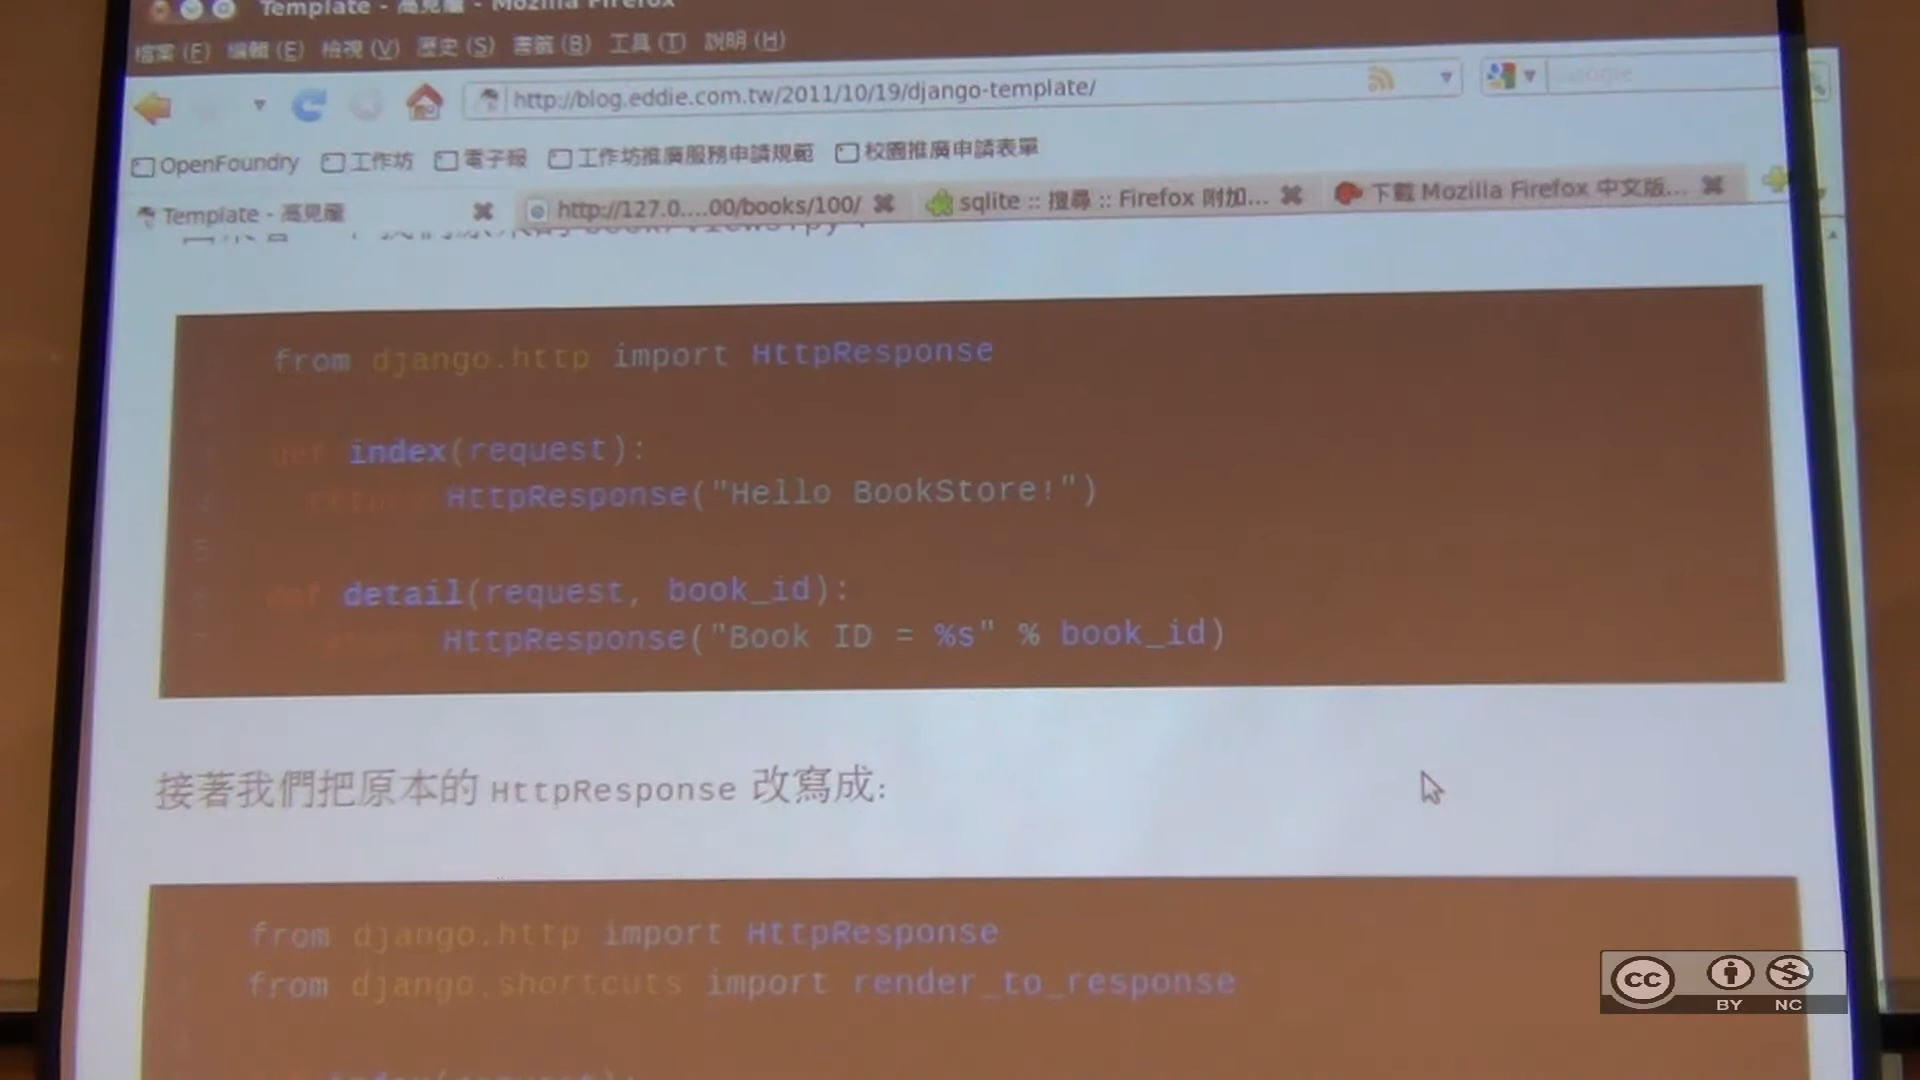 Template - 高見龍 - Mozilla Firefox
檔案 (F) 編輯 (E) 檢視 (V) 歷史 (S) 書籤 (B) 工具 (T) 說明 (H)
http://blog.eddie.com.tw/2011/10/19/django-template/
OpenFoundry 工作坊 電子報 工作坊推廣服務申請規範 校園推廣申請表單
Template - 高見龍 http://127.0....00/books/100/ sqlite :: 搜尋 :: Firefox 附加... 下載 Mozilla Firefox 中文版...
from django.http import HttpResponse
def index(request):
return HttpResponse("Hello BookStore!")
5
def detail(request, book_id):
return HttpResponse("Book ID = %s" % book_id)
接著我們把原本的 HttpResponse 改寫成:
from django.http import HttpResponse
from django.shortcuts import render_to_response
CC BY NC